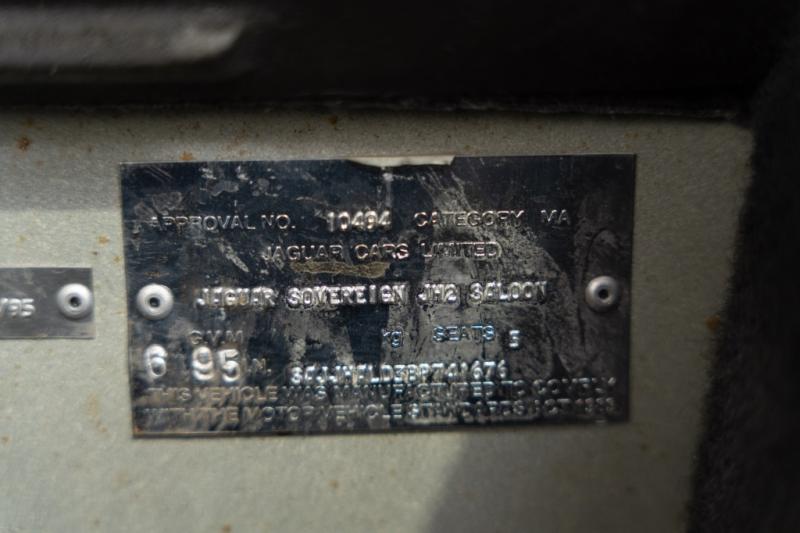 APPROVAL NO. 10494 CATEGORY MA
JAGUAR CARS LIMITED
JAGUAR SOVEREIGN JH2 SALOON
/95
GVM kg SEATS 5
6 95
THIS VEHICLE WAS MANUFACTURED TO COMPLY
WITH THE MOTOR VEHICLE STANDARDS ACT